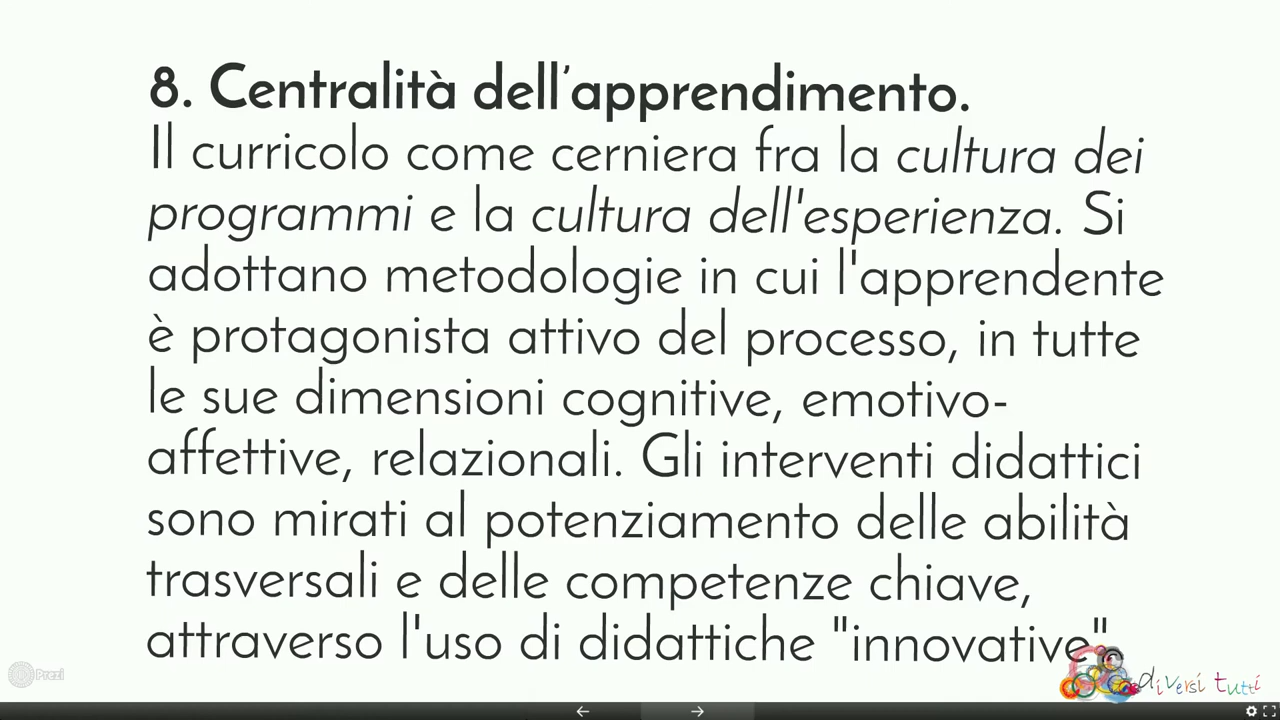 8. Centralità dell'apprendimento.
Il curricolo come cerniera fra la cultura dei
programmi e la cultura dell'esperienza. Si
adottano metodologie in cui l'apprendente
è protagonista attivo del processo, in tutte
le sue dimensioni cognitive, emotivo-
affettive, relazionali. Gli interventi didattici
sono mirati al potenziamento delle abilità
trasversali e delle competenze chiave,
attraverso l'uso di didattiche "innovative"
Prezi
diversi tutti